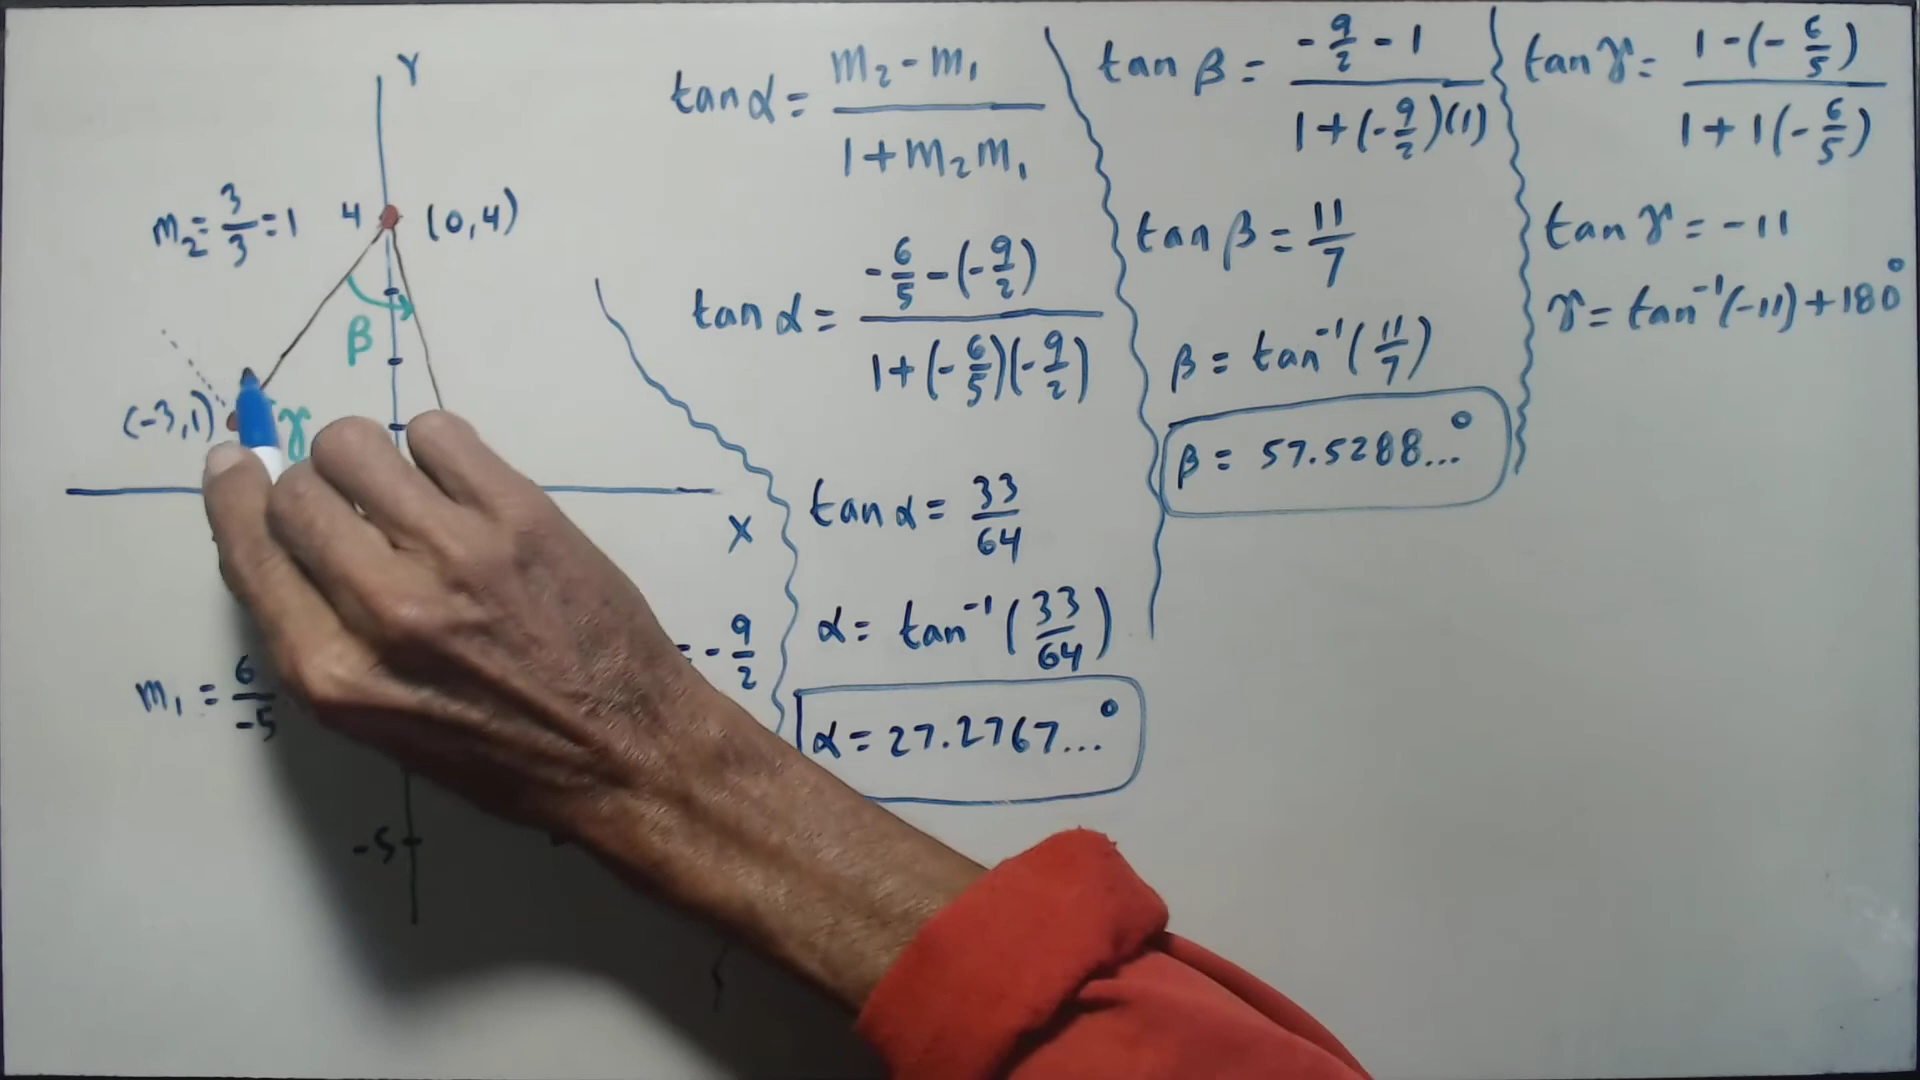 Y
m₂ = 3/3 = 1
4
(0,4)
β
(-3,1)
γ
X
m₁ = 6/-5
= -9/2
-5
tan α = (m₂ - m₁)/(1 + m₂m₁)
tan α = (-6/5 - (-9/2))/(1 + (-6/5)(-9/2))
tan α = 33/64
α = tan⁻¹(33/64)
α = 27.2767...°
tan β = (-9/2 - 1)/(1 + (-9/2)(1))
tan β = 11/7
β = tan⁻¹(11/7)
β = 57.5288...°
tan γ = (1 - (-6/5))/(1 + 1(-6/5))
tan γ = -11
γ = tan⁻¹(-11) + 180°